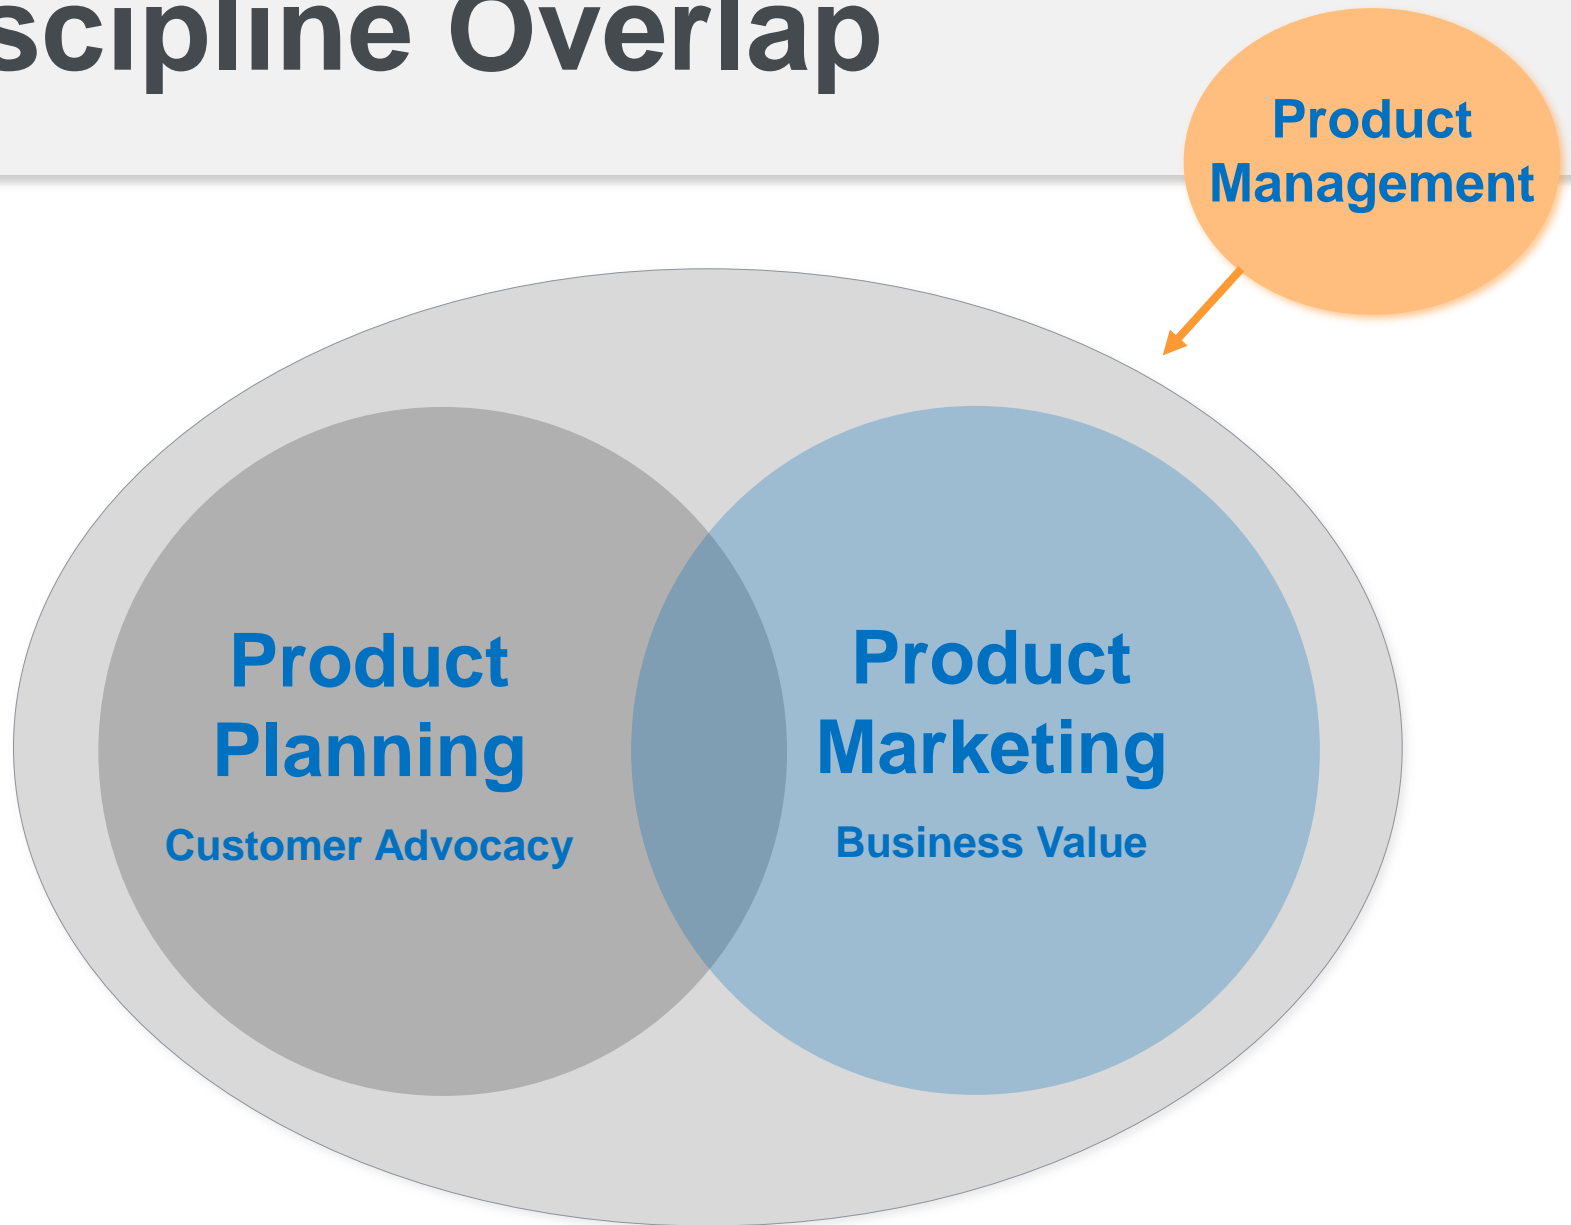 scipline Overlap
Product
Management
Product
Planning
Customer Advocacy
Product
Marketing
Business Value